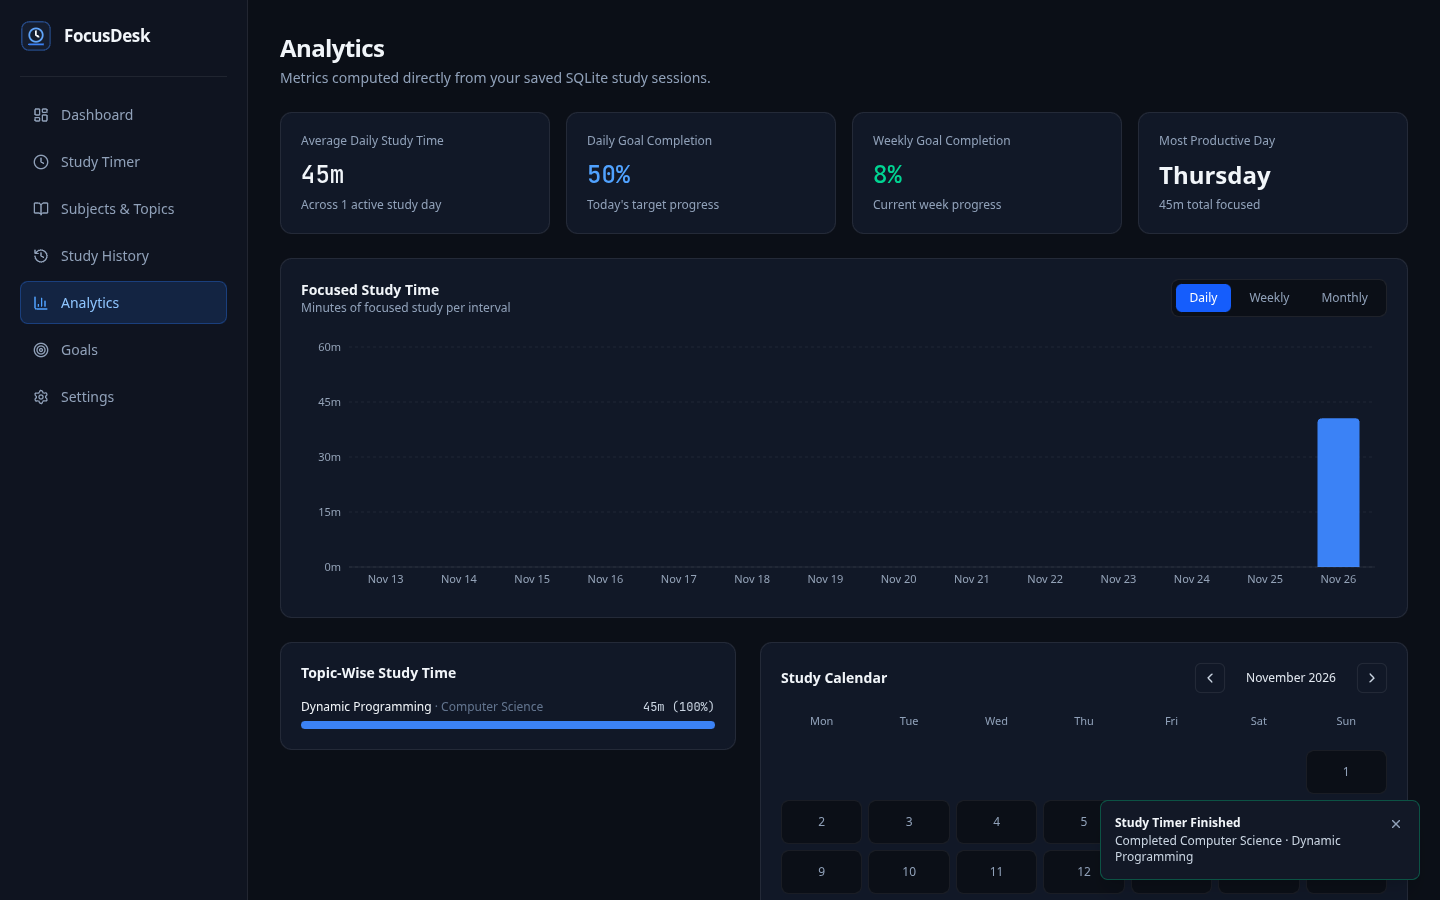 FocusDesk
Dashboard
Study Timer
Subjects & Topics
Study History
Analytics
Goals
Settings
Analytics
Metrics computed directly from your saved SQLite study sessions.
Average Daily Study Time
45m
Across 1 active study day
Daily Goal Completion
50%
Today's target progress
Weekly Goal Completion
8%
Current week progress
Most Productive Day
Thursday
45m total focused
Focused Study Time
Minutes of focused study per interval
Daily Weekly Monthly
60m
45m
30m
15m
0m
Nov 13 Nov 14 Nov 15 Nov 16 Nov 17 Nov 18 Nov 19 Nov 20 Nov 21 Nov 22 Nov 23 Nov 24 Nov 25 Nov 26
Topic-Wise Study Time
Dynamic Programming · Computer Science 45m (100%)
Study Calendar
November 2026
Mon Tue Wed Thu Fri Sat Sun
1
2 3 4 5
9 10 11 12
Study Timer Finished
Completed Computer Science · Dynamic
Programming